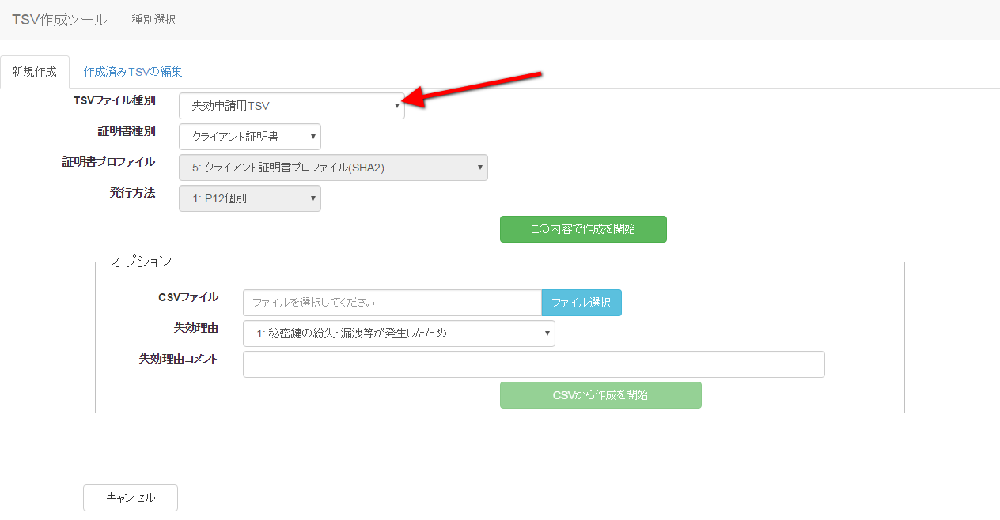 TSV作成ツール 種別選択
新規作成 作成済みTSVの編集
TSVファイル種別 失効申請用TSV
証明書種別 クライアント証明書
証明書プロファイル 5: クライアント証明書プロファイル(SHA2)
発行方法 1: P12個別
この内容で作成を開始
オプション
CSVファイル ファイルを選択してください ファイル選択
失効理由 1: 秘密鍵の紛失・漏洩等が発生したため
失効理由コメント
CSVから作成を開始
キャンセル